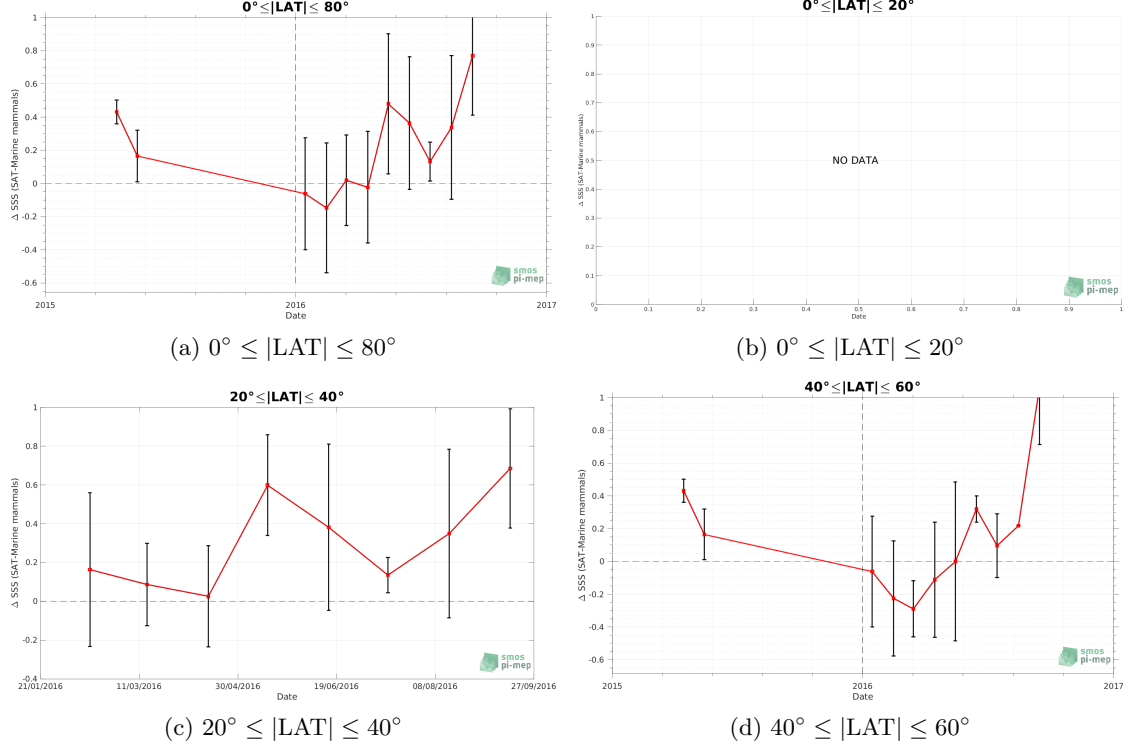 0°≤|LAT|≤ 80°
1
0.8
0.6
0.4
0.2
0
-0.2
-0.4
-0.6
Δ SSS (SAT-Marine mammals)
2015
2016
2017
Date
smos
pi-mep
(a) 0° ≤ |LAT| ≤ 80°
0°≤|LAT|≤ 20°
1
0.9
0.8
0.7
0.6
0.5
0.4
0.3
0.2
0.1
0
Δ SSS (SAT-Marine mammals)
NO DATA
0
0.1
0.2
0.3
0.4
0.5
0.6
0.7
0.8
0.9
1
Date
smos
pi-mep
(b) 0° ≤ |LAT| ≤ 20°
20°≤|LAT|≤ 40°
1
0.8
0.6
0.4
0.2
0
-0.2
-0.4
Δ SSS (SAT-Marine mammals)
21/01/2016
11/03/2016
30/04/2016
19/06/2016
08/08/2016
27/09/2016
Date
smos
pi-mep
(c) 20° ≤ |LAT| ≤ 40°
40°≤|LAT|≤ 60°
1
0.8
0.6
0.4
0.2
0
-0.2
-0.4
-0.6
Δ SSS (SAT-Marine mammals)
2015
2016
2017
Date
smos
pi-mep
(d) 40° ≤ |LAT| ≤ 60°